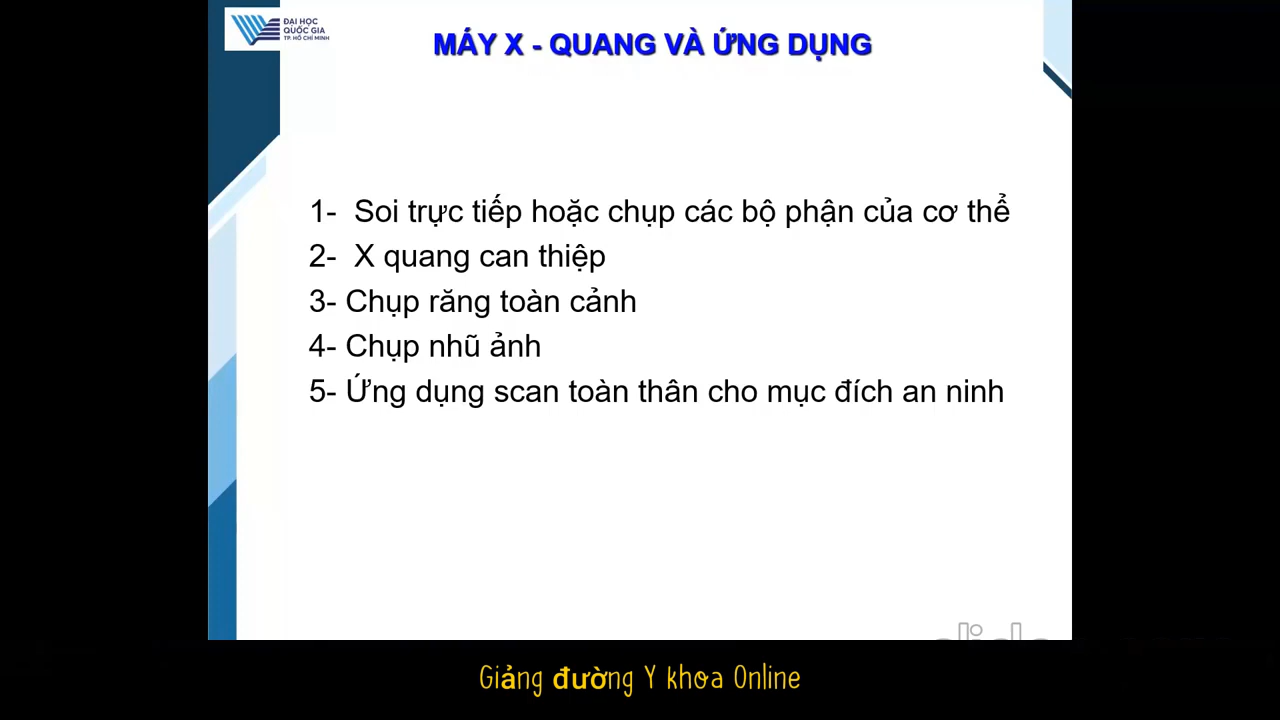 ĐẠI HỌC
QUỐC GIA
TP. HỒ CHÍ MINH
MÁY X - QUANG VÀ ỨNG DỤNG
1- Soi trực tiếp hoặc chụp các bộ phận của cơ thể
2- X quang can thiệp
3- Chụp răng toàn cảnh
4- Chụp nhũ ảnh
5- Ứng dụng scan toàn thân cho mục đích an ninh
Giảng đường Y khoa Online